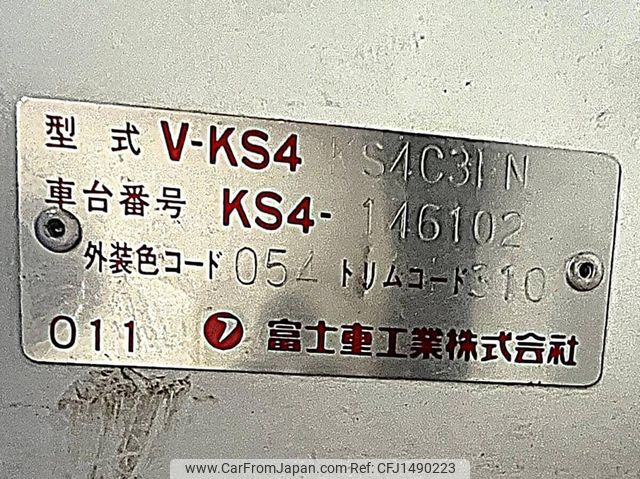 型式 V-KS4 KS4C3FN
車台番号 KS4-146102
外装色コード 054 トリムコード 310
011 富士重工業株式会社
www.CarFromJapan.com | Ref: CFJ1490223